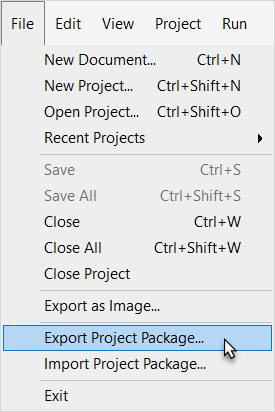 File Edit View Project Run
New Document... Ctrl+N
New Project... Ctrl+Shift+N
Open Project... Ctrl+Shift+O
Recent Projects
Save Ctrl+S
Save All Ctrl+Shift+S
Close Ctrl+W
Close All Ctrl+Shift+W
Close Project
Export as Image...
Export Project Package...
Import Project Package...
Exit